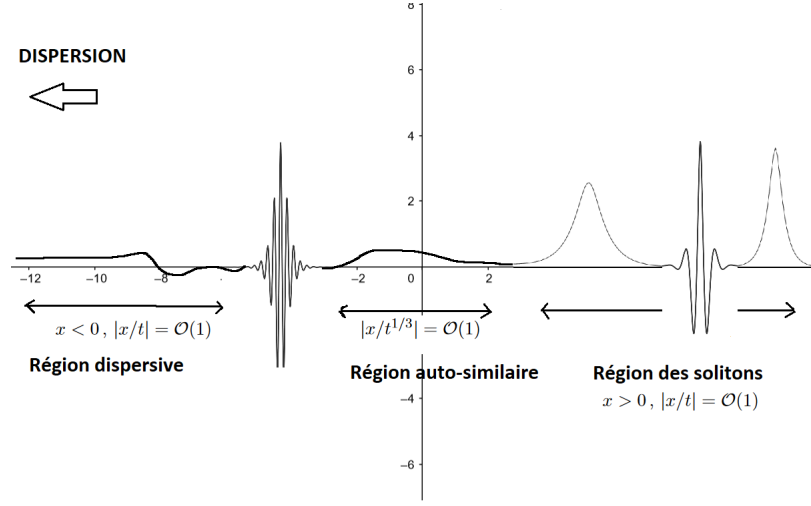 8
DISPERSION
6
4
2
−12
−10
−8
−2
0
2
x < 0 , |x/t| = O(1)
|x/t^{1/3}| = O(1)
Région dispersive
Région auto-similaire
Région des solitons
x > 0 , |x/t| = O(1)
−4
−6